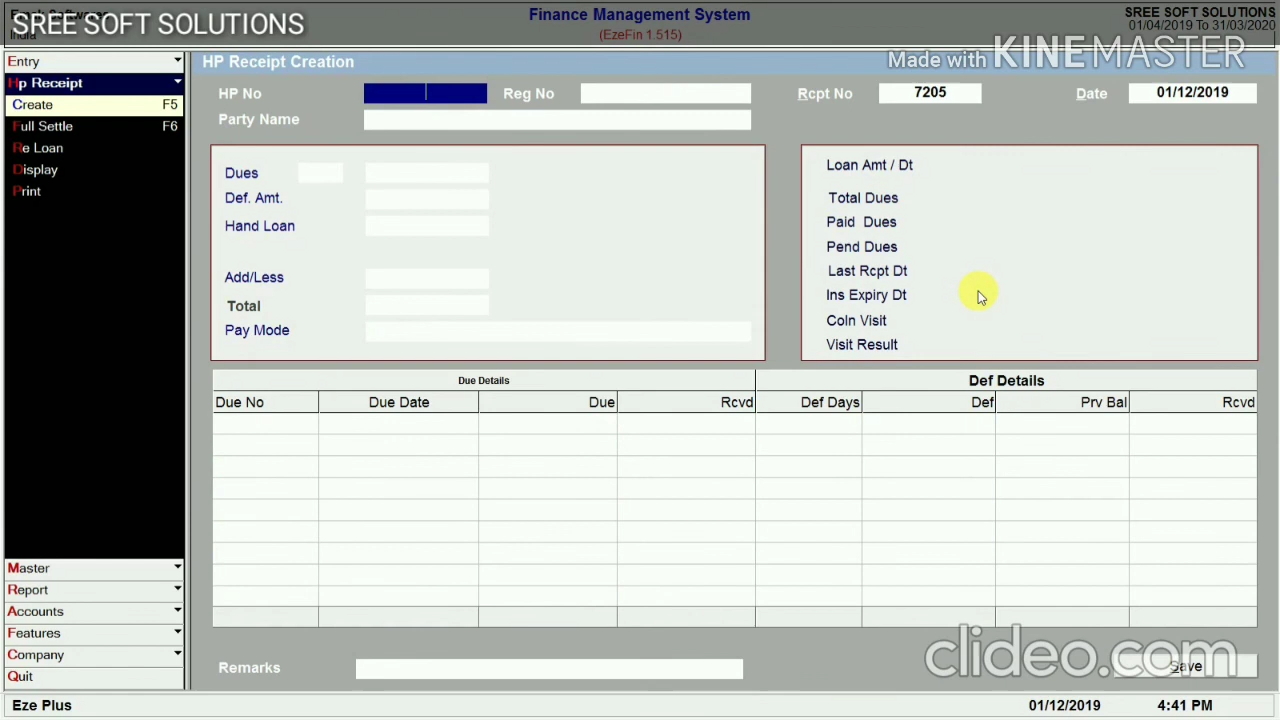 SREE SOFT SOLUTIONS
India
Finance Management System
(EzeFin 1.515)
SREE SOFT SOLUTIONS
01/04/2019 To 31/03/2020
Made with KINEMASTER
Entry
Hp Receipt
Create F5
Full Settle F6
Re Loan
Display
Print
Master
Report
Accounts
Features
Company
Quit
HP Receipt Creation
HP No Reg No Rcpt No 7205 Date 01/12/2019
Party Name
Dues
Def. Amt.
Hand Loan
Add/Less
Total
Pay Mode
Loan Amt / Dt
Total Dues
Paid Dues
Pend Dues
Last Rcpt Dt
Ins Expiry Dt
Coln Visit
Visit Result
Due Details Def Details
Due No Due Date Due Rcvd Def Days Def Prv Bal Rcvd
Remarks
Save
clideo.com
Eze Plus 01/12/2019 4:41 PM